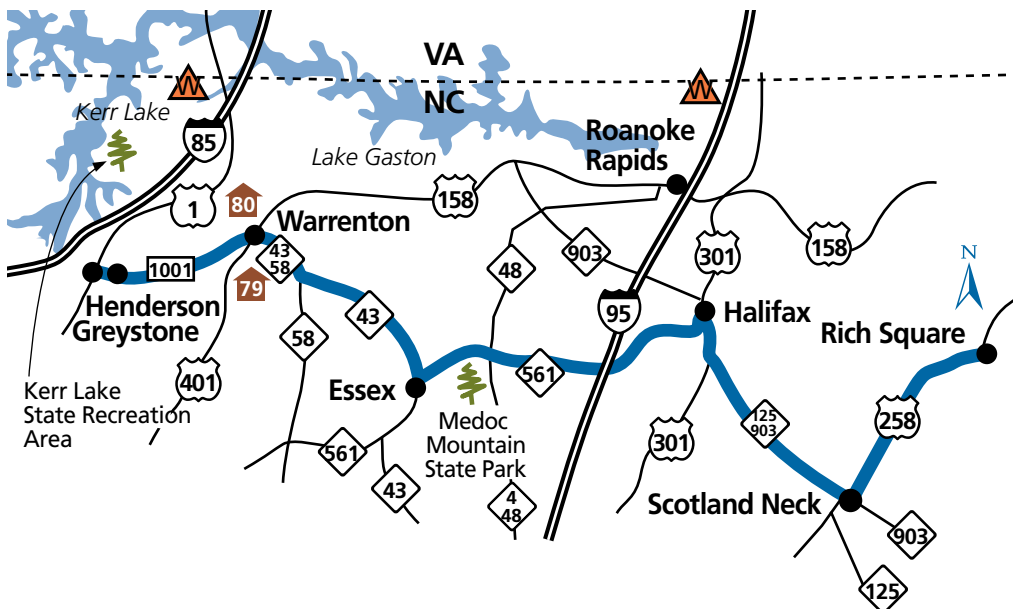 VA
NC
Kerr Lake
85
Lake Gaston
Roanoke
Rapids
1
80
158
Warrenton
43
58
1001
79
48
903
301
158
N
Henderson
Greystone
58
43
95
Halifax
Rich Square
401
Essex
561
258
Kerr Lake
State Recreation
Area
Medoc
Mountain
State Park
125
903
301
561
43
4
48
Scotland Neck
903
125